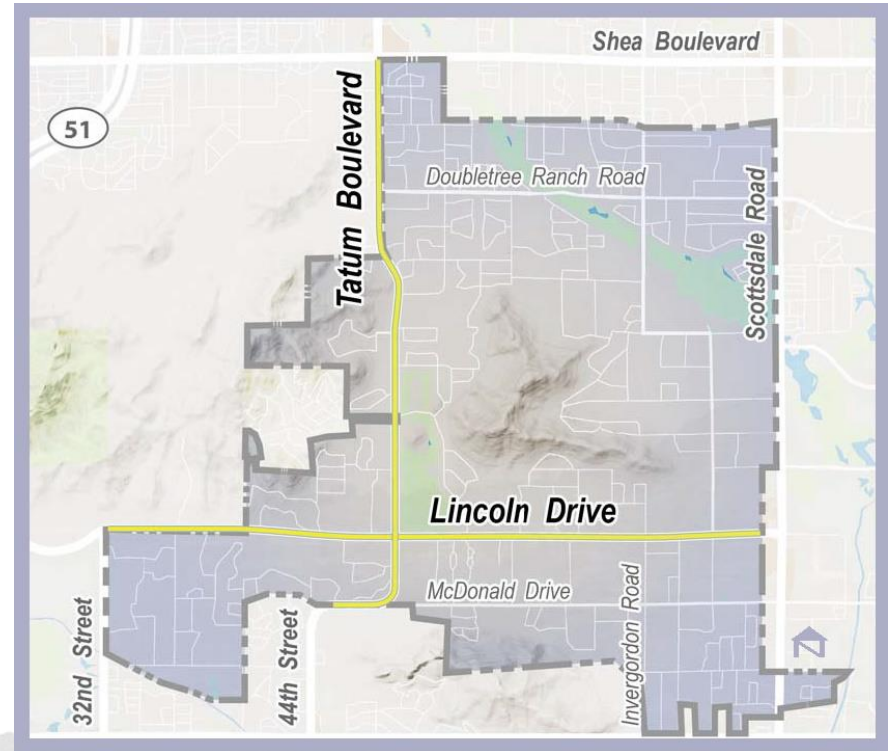 Shea Boulevard
51
Tatum Boulevard
Doubletree Ranch Road
Scottsdale Road
Lincoln Drive
McDonald Drive
Invergordon Road
32nd Street
44th Street
N